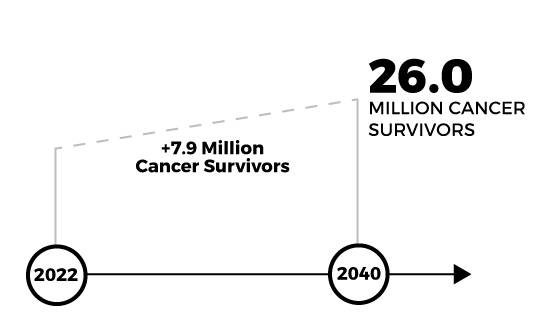 26.0
MILLION CANCER
SURVIVORS
+7.9 Million
Cancer Survivors
2022
2040